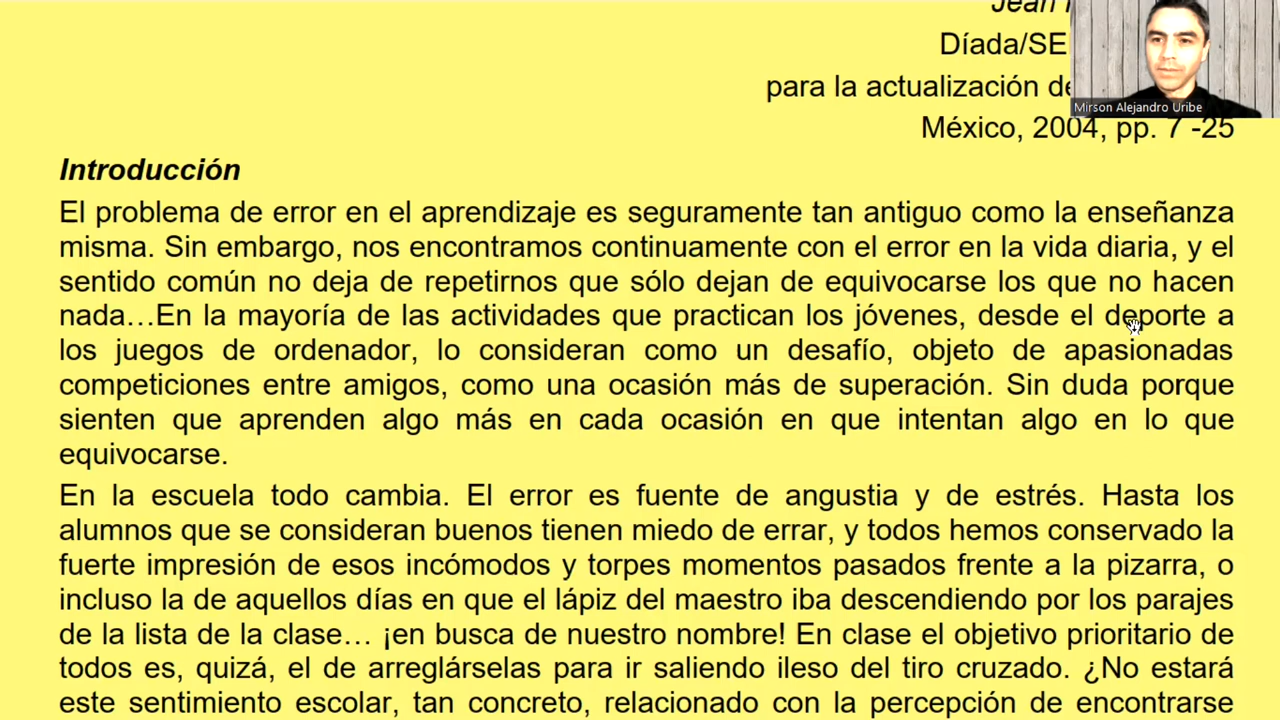 Jean
Díada/SE
para la actualización de
México, 2004, pp. 7 -25
Mirson Alejandro Uribe
Introducción
El problema de error en el aprendizaje es seguramente tan antiguo como la enseñanza
misma. Sin embargo, nos encontramos continuamente con el error en la vida diaria, y el
sentido común no deja de repetirnos que sólo dejan de equivocarse los que no hacen
nada…En la mayoría de las actividades que practican los jóvenes, desde el deporte a
los juegos de ordenador, lo consideran como un desafío, objeto de apasionadas
competiciones entre amigos, como una ocasión más de superación. Sin duda porque
sienten que aprenden algo más en cada ocasión en que intentan algo en lo que
equivocarse.
En la escuela todo cambia. El error es fuente de angustia y de estrés. Hasta los
alumnos que se consideran buenos tienen miedo de errar, y todos hemos conservado la
fuerte impresión de esos incómodos y torpes momentos pasados frente a la pizarra, o
incluso la de aquellos días en que el lápiz del maestro iba descendiendo por los parajes
de la lista de la clase… ¡en busca de nuestro nombre! En clase el objetivo prioritario de
todos es, quizá, el de arreglárselas para ir saliendo ileso del tiro cruzado. ¿No estará
este sentimiento escolar, tan concreto, relacionado con la percepción de encontrarse